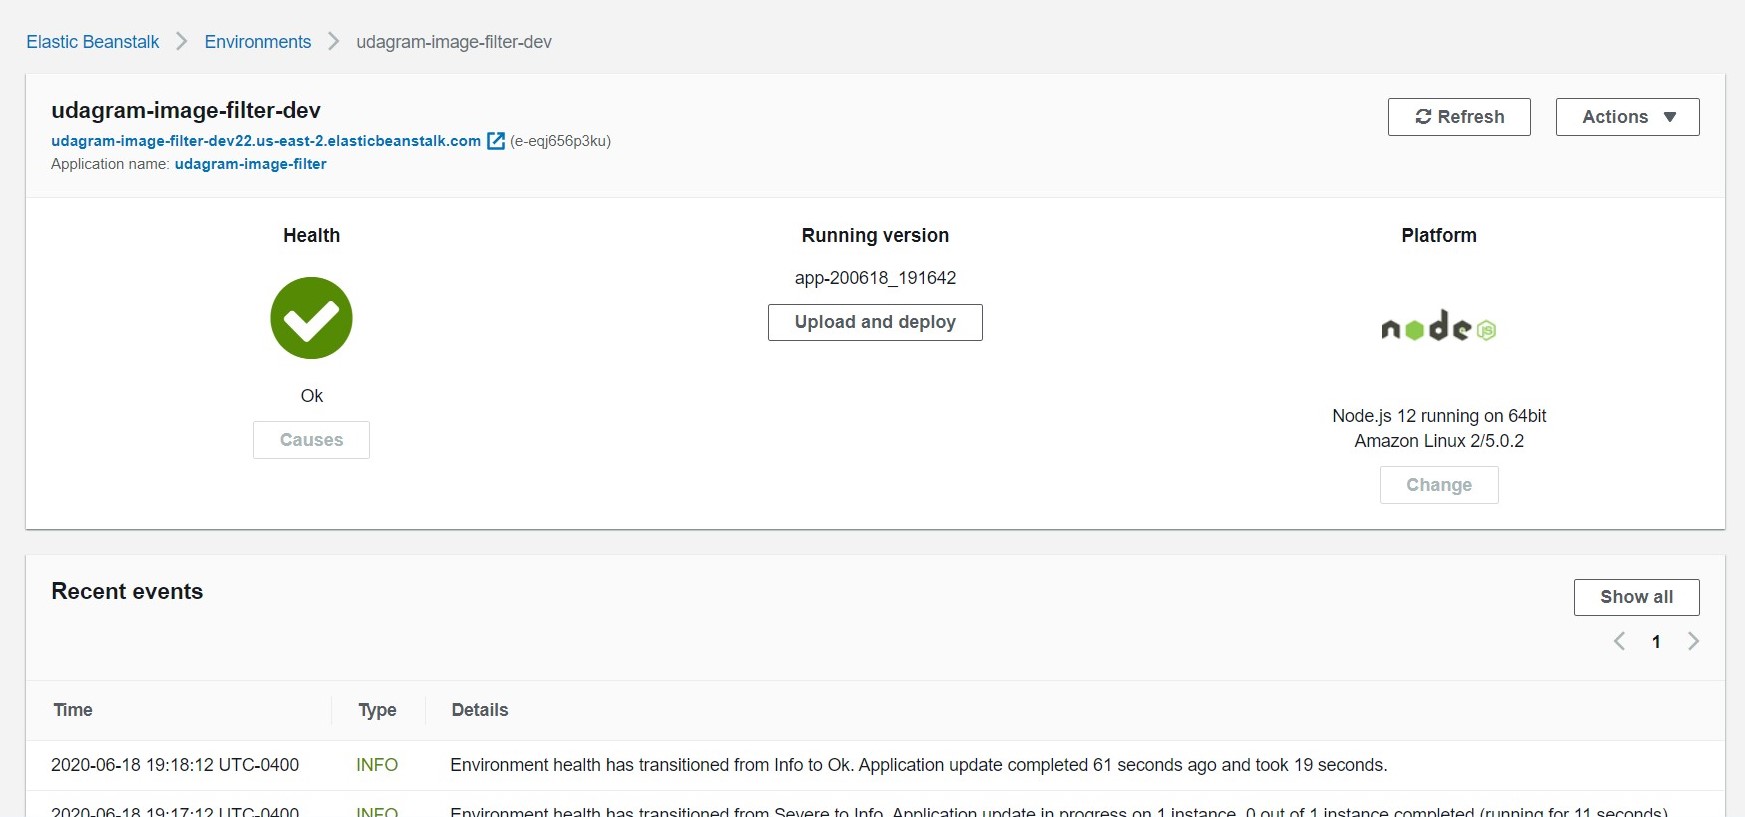 Elastic Beanstalk > Environments > udagram-image-filter-dev
udagram-image-filter-dev
udagram-image-filter-dev22.us-east-2.elasticbeanstalk.com (e-eqj656p3ku)
Application name: udagram-image-filter
Refresh
Actions
Health
Ok
Causes
Running version
app-200618_191642
Upload and deploy
Platform
node JS
Node.js 12 running on 64bit
Amazon Linux 2/5.0.2
Change
Recent events
Show all
1
Time Type Details
2020-06-18 19:18:12 UTC-0400 INFO Environment health has transitioned from Info to Ok. Application update completed 61 seconds ago and took 19 seconds.
2020-06-18 19:17:12 UTC-0400 INFO Environment health has transitioned from Severe to Info. Application update in progress on 1 instance. 0 out of 1 instance completed (running for 11 seconds).